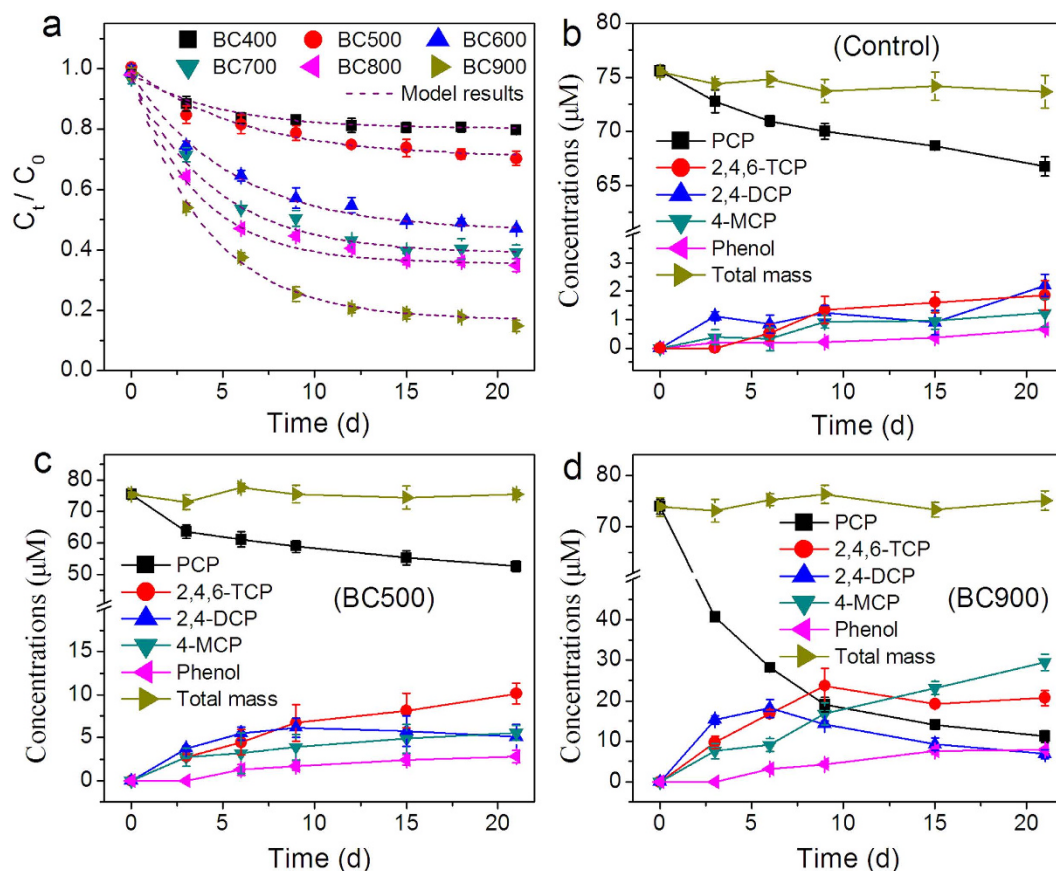 a
BC400 BC500 BC600
BC700 BC800 BC900
Model results
1.0
0.8
0.6
0.4
0.2
0.0
C_t / C_0
0 5 10 15 20
Time (d)
b
(Control)
80
75
70
65
3
2
1
0
Concentrations (μM)
PCP
2,4,6-TCP
2,4-DCP
4-MCP
Phenol
Total mass
0 5 10 15 20
Time (d)
c
80
70
60
50
15
10
5
0
Concentrations (μM)
PCP
2,4,6-TCP
2,4-DCP
4-MCP
Phenol
Total mass
(BC500)
0 5 10 15 20
Time (d)
d
80
70
40
30
20
10
0
Concentrations (μM)
PCP
2,4,6-TCP
2,4-DCP
4-MCP
Phenol
Total mass
(BC900)
0 5 10 15 20
Time (d)